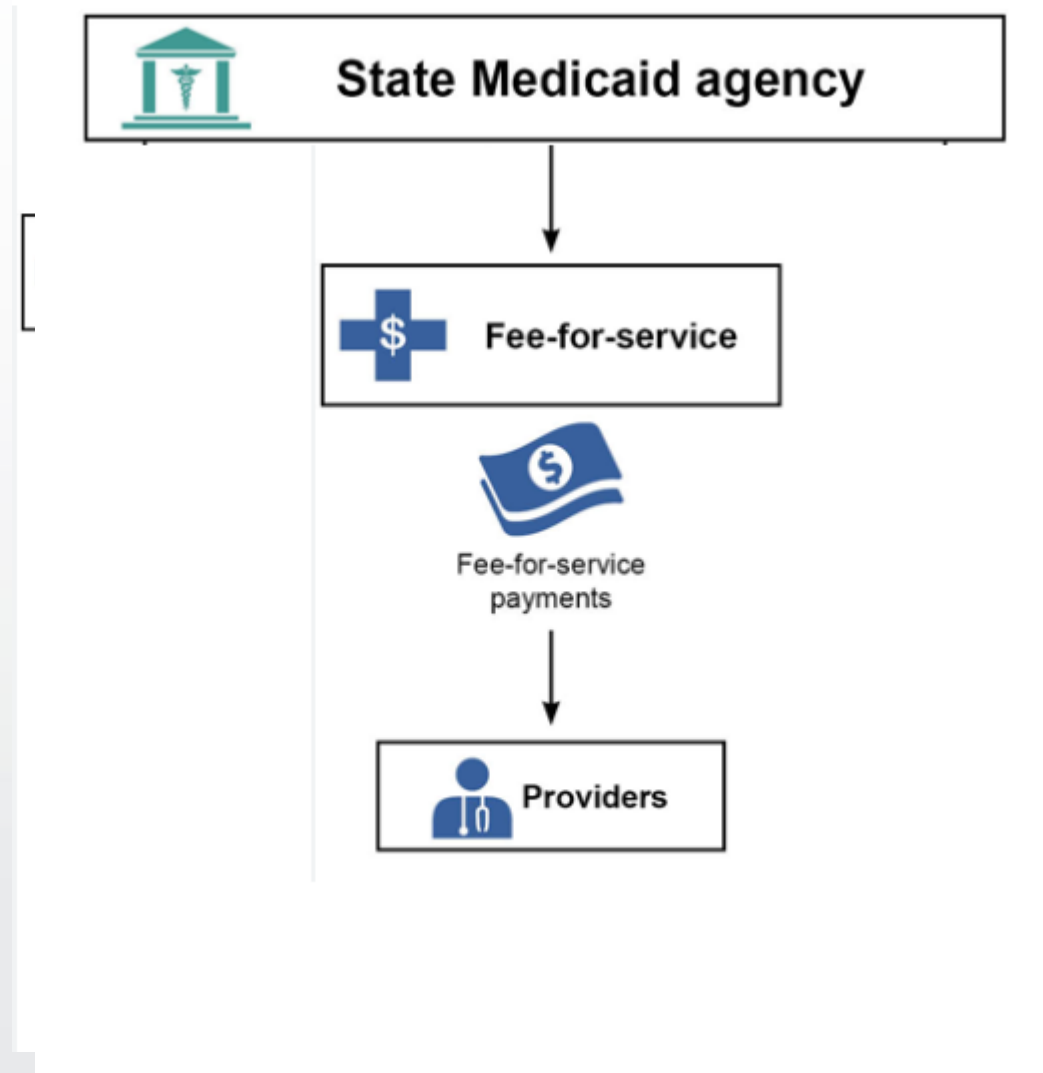 State Medicaid agency
$ Fee-for-service
$
Fee-for-service
payments
Providers